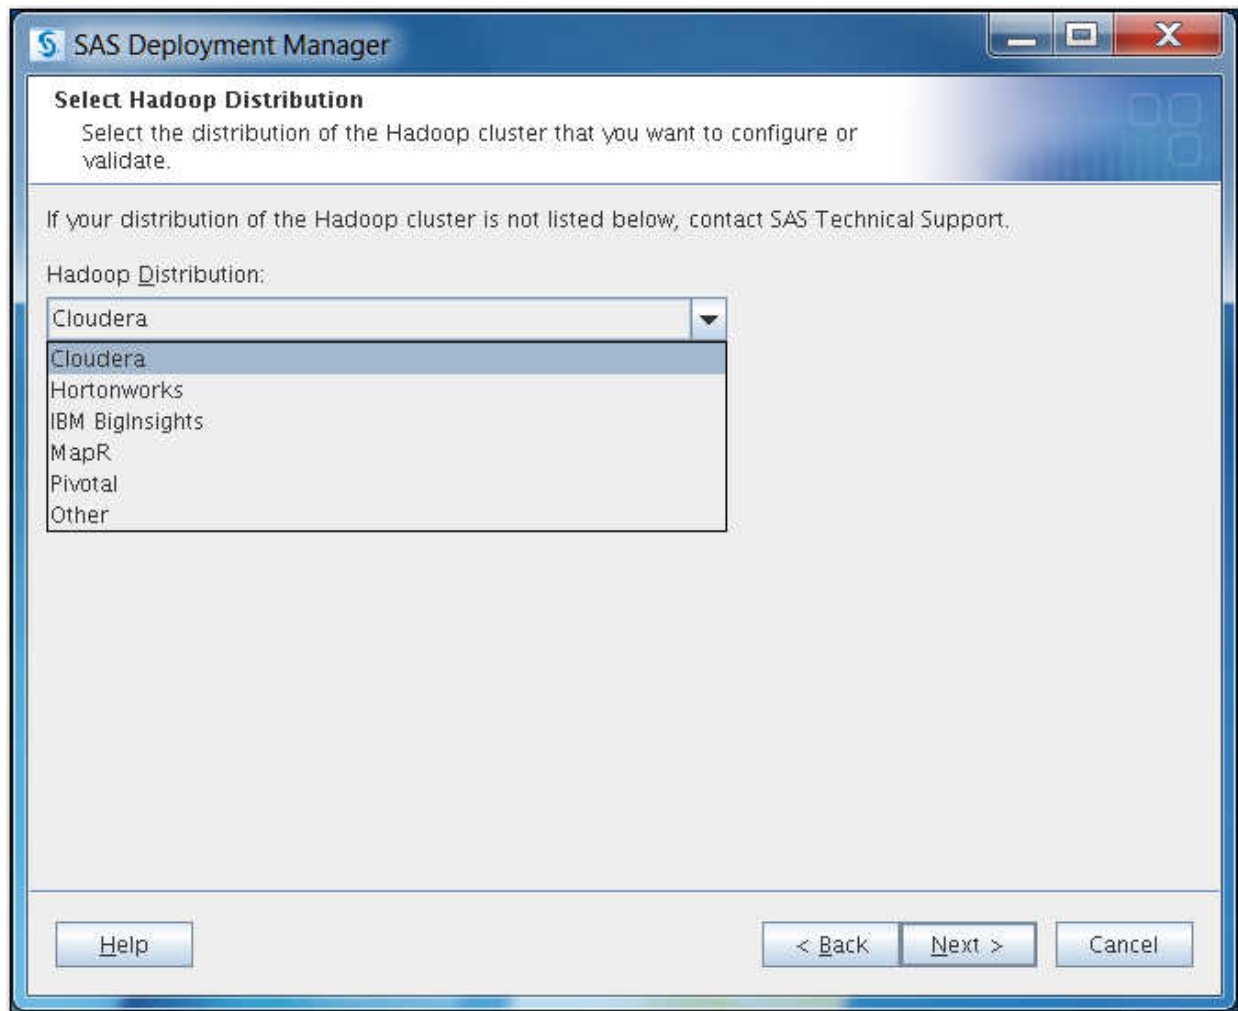 SAS Deployment Manager
Select Hadoop Distribution
Select the distribution of the Hadoop cluster that you want to configure or
validate.
If your distribution of the Hadoop cluster is not listed below, contact SAS Technical Support.
Hadoop Distribution:
Cloudera
Cloudera
Hortonworks
IBM BigInsights
MapR
Pivotal
Other
Help
< Back
Next >
Cancel